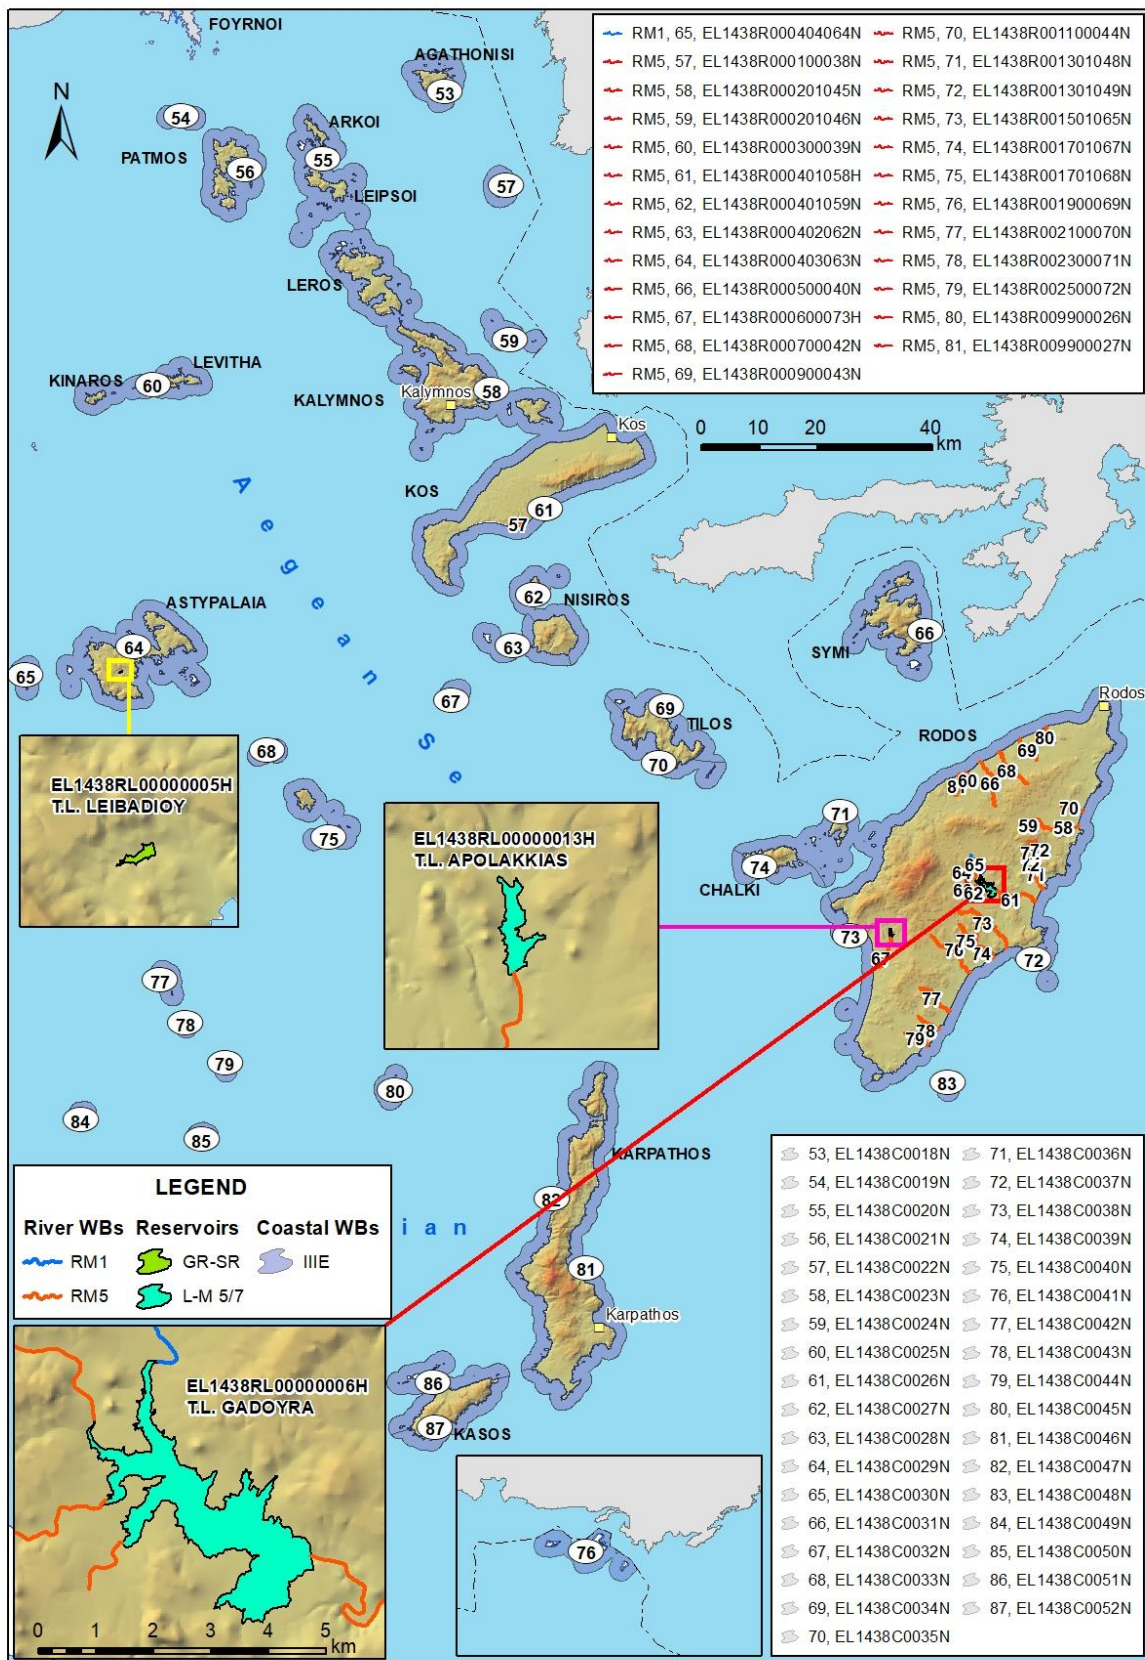 FOYRNOI
AGATHONISI
53
N
54
ARKOI
55
PATMOS
56
LEIPSOI
57
LEROS
59
LEVITHA
KINAROS
60
KALYMNOS
Kalymnos
58
Kos
KOS
61
57
0 10 20 40
km
RM1, 65, EL1438R000404064N
RM5, 57, EL1438R000100038N
RM5, 58, EL1438R000201045N
RM5, 59, EL1438R000201046N
RM5, 60, EL1438R000300039N
RM5, 61, EL1438R000401058H
RM5, 62, EL1438R000401059N
RM5, 63, EL1438R000402062N
RM5, 64, EL1438R000403063N
RM5, 66, EL1438R000500040N
RM5, 67, EL1438R000600073H
RM5, 68, EL1438R000700042N
RM5, 69, EL1438R000900043N
RM5, 70, EL1438R001100044N
RM5, 71, EL1438R001301048N
RM5, 72, EL1438R001301049N
RM5, 73, EL1438R001501065N
RM5, 74, EL1438R001701067N
RM5, 75, EL1438R001701068N
RM5, 76, EL1438R001900069N
RM5, 77, EL1438R002100070N
RM5, 78, EL1438R002300071N
RM5, 79, EL1438R002500072N
RM5, 80, EL1438R009900026N
RM5, 81, EL1438R009900027N
Aegean Se
62
NISIROS
63
ASTYPALAIA
64
65
SYMI
66
67
68
69
TILOS
70
75
EL1438RL00000005H
T.L. LEIBADIOY
EL1438RL00000013H
T.L. APOLAKKIAS
71
74
CHALKI
Rodos
RODOS
80
69
68
60
66
70
59
58
72
65
62
61
73
73
75
74
67
72
77
78
79
83
77
78
79
80
84
85
KARPATHOS
82
ian
81
Karpathos
86
87
KASOS
76
LEGEND
River WBs Reservoirs Coastal WBs
RM1 GR-SR IIIE
RM5 L-M 5/7
EL1438RL00000006H
T.L. GADOYRA
0 1 2 3 4 5
km
53, EL1438C0018N
54, EL1438C0019N
55, EL1438C0020N
56, EL1438C0021N
57, EL1438C0022N
58, EL1438C0023N
59, EL1438C0024N
60, EL1438C0025N
61, EL1438C0026N
62, EL1438C0027N
63, EL1438C0028N
64, EL1438C0029N
65, EL1438C0030N
66, EL1438C0031N
67, EL1438C0032N
68, EL1438C0033N
69, EL1438C0034N
70, EL1438C0035N
71, EL1438C0036N
72, EL1438C0037N
73, EL1438C0038N
74, EL1438C0039N
75, EL1438C0040N
76, EL1438C0041N
77, EL1438C0042N
78, EL1438C0043N
79, EL1438C0044N
80, EL1438C0045N
81, EL1438C0046N
82, EL1438C0047N
83, EL1438C0048N
84, EL1438C0049N
85, EL1438C0050N
86, EL1438C0051N
87, EL1438C0052N